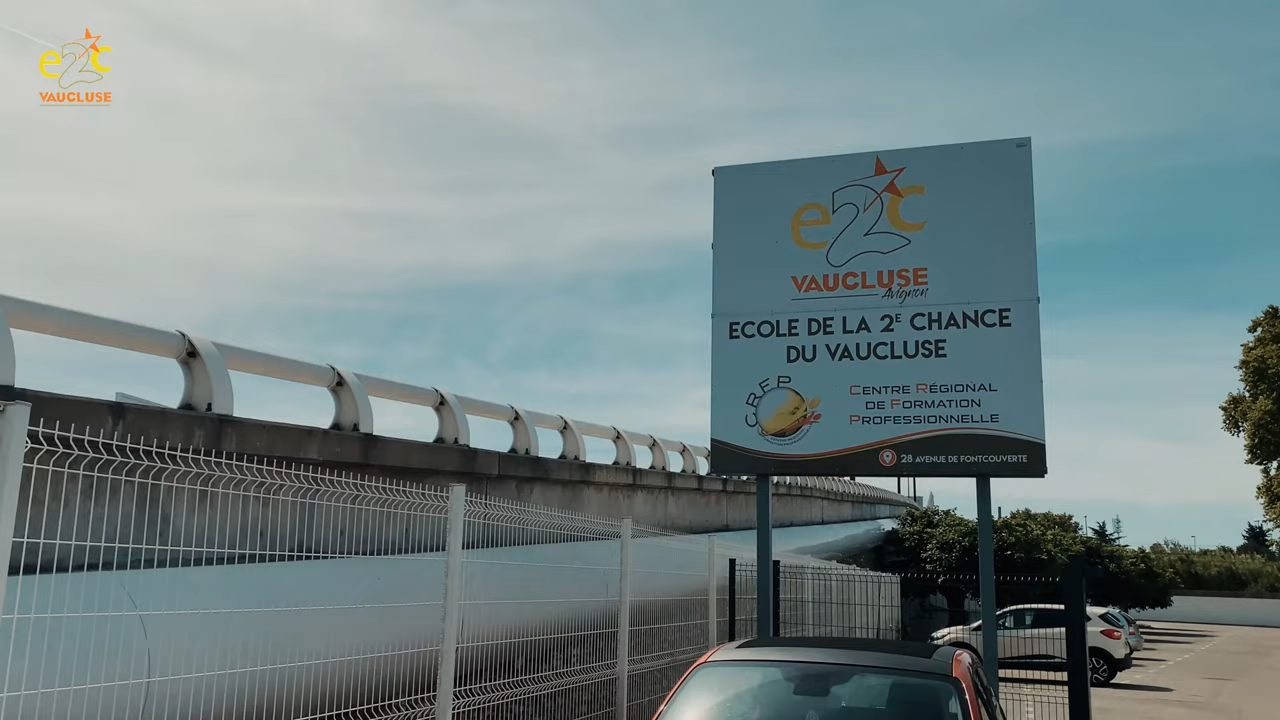 e2c
VAUCLUSE
e2c
VAUCLUSE
Avignon
ECOLE DE LA 2E CHANCE
DU VAUCLUSE
CRFP
CENTRE RÉGIONAL
DE FORMATION
PROFESSIONNELLE
28 AVENUE DE FONTCOUVERTE